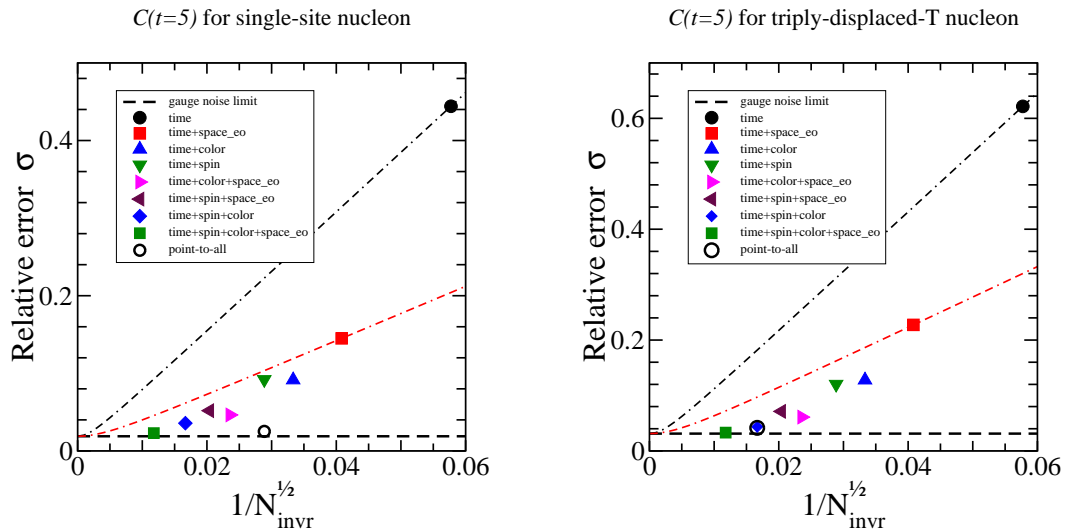 C(t=5) for single-site nucleon
Relative error σ
0.4
0.2
0
gauge noise limit
time
time+space_eo
time+color
time+spin
time+color+space_eo
time+spin+space_eo
time+spin+color
time+spin+color+space_eo
point-to-all
0 0.02 0.04 0.06
1/N_invr^½
C(t=5) for triply-displaced-T nucleon
Relative error σ
0.6
0.4
0.2
0
gauge noise limit
time
time+space_eo
time+color
time+spin
time+color+space_eo
time+spin+space_eo
time+spin+color
time+spin+color+space_eo
point-to-all
0 0.02 0.04 0.06
1/N_invr^½